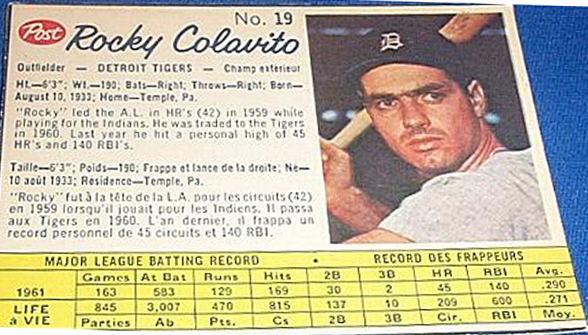 No. 19
Post
Rocky Colavito
Outfielder — DETROIT TIGERS — Champ extérieur
Ht.—6'3"; Wt.—190; Bats—Right; Throws—Right; Born—
August 10, 1933; Home—Temple, Pa.
"Rocky" led the A.L. in HR's (42) in 1959 while
playing for the Indians. He was traded to the Tigers
in 1960. Last year he hit a personal high of 45
HR's and 140 RBI's.
Taille—6'3"; Poids—190; Frappe et lance de la droite; Né—
10 août 1933; Résidence—Temple, Pa.
"Rocky" fut à la tête de la L.A. pour les circuits (42)
en 1959 lorsqu'il jouait pour les Indiens. Il passa
aux Tigers en 1960. L'an dernier, il frappa un
record personnel de 45 circuits et 140 RBI.
D
MAJOR LEAGUE BATTING RECORD • RECORD DES FRAPPEURS
Games At Bat Runs Hits 2B 3B HR RBI Avg.
1961 163 583 129 169 30 2 45 140 .290
LIFE à VIE 845 3,007 470 815 137 10 209 600 .271
Parties Ab Pts. Cs 2B 3B Cir. RBI Moy.